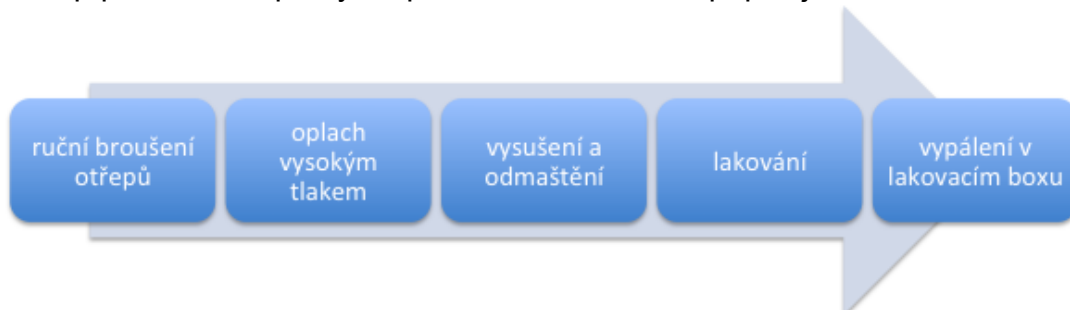 ruční broušení
otřepů
oplach
vysokým
tlakem
vysušení a
odmaštění
lakování
vypálení v
lakovacím boxu